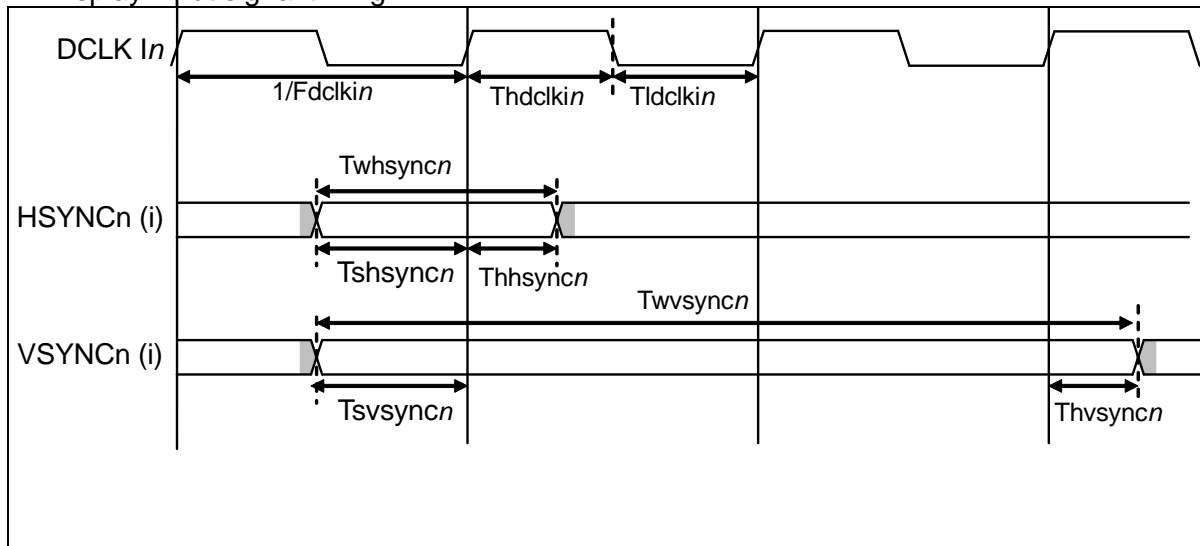 DCLK In
1/Fdclkin
Thdclkin
Tldclkin
Twhsyncn
HSYNCn (i)
Tshsyncn
Thhsyncn
Twvsyncn
VSYNCn (i)
Tsvsyncn
Thvsyncn